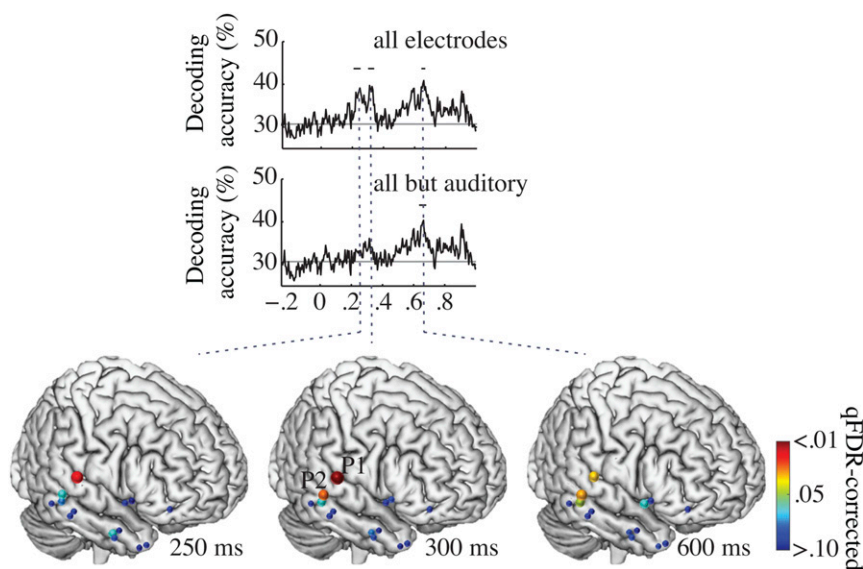 50
all electrodes
Decoding
accuracy (%)
40
30
50
all but auditory
Decoding
accuracy (%)
40
30
−.2 0 .2 .4 .6 .8
P1
P2
250 ms
300 ms
600 ms
<.01
.05
>.10
qFDR-corrected